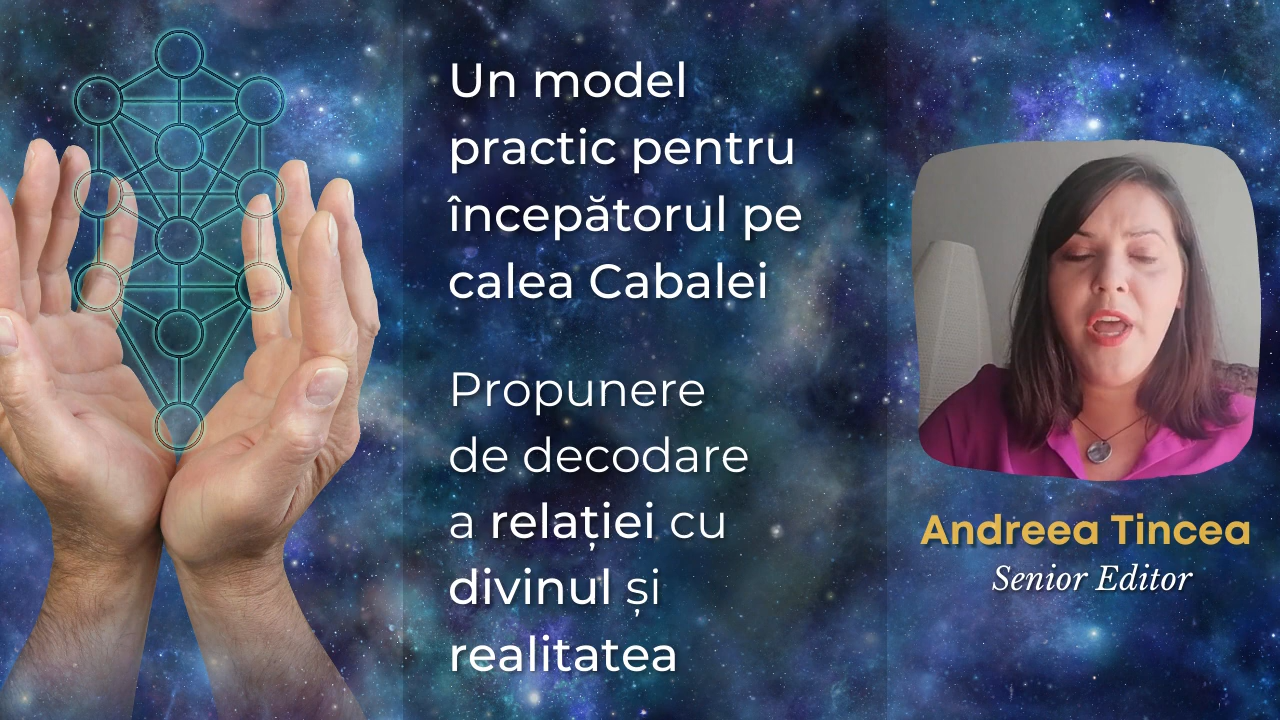 Un model
practic pentru
începătorul pe
calea Cabalei
Propunere
de decodare
a relației cu
divinul și
realitatea
Andreea Tincea
Senior Editor